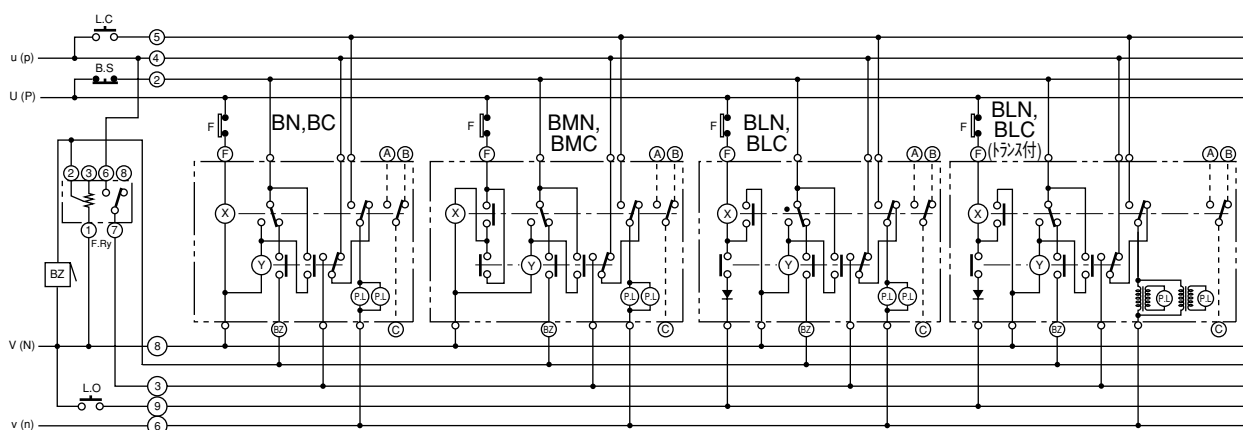 L.C
⑤
u (p)
④
B.S
②
U (P)
F
BN,BC
F
BMN,
BMC
F
BLN,
BLC
F
BLN,
BLC
(トランス付)
Ⓕ
Ⓐ Ⓑ
Ⓕ
Ⓐ Ⓑ
Ⓕ
Ⓐ Ⓑ
Ⓕ
Ⓐ Ⓑ
② ③ ⑥ ⑧
X
X
X
X
① ⑦
F.Ry
BZ
Y
Y
Y
Y
P.L P.L
P.L P.L
P.L P.L
P.L P.L
BZ
Ⓒ
BZ
Ⓒ
BZ
Ⓒ
BZ
Ⓒ
V (N)
⑧
③
L.O
⑨
v (n)
⑥